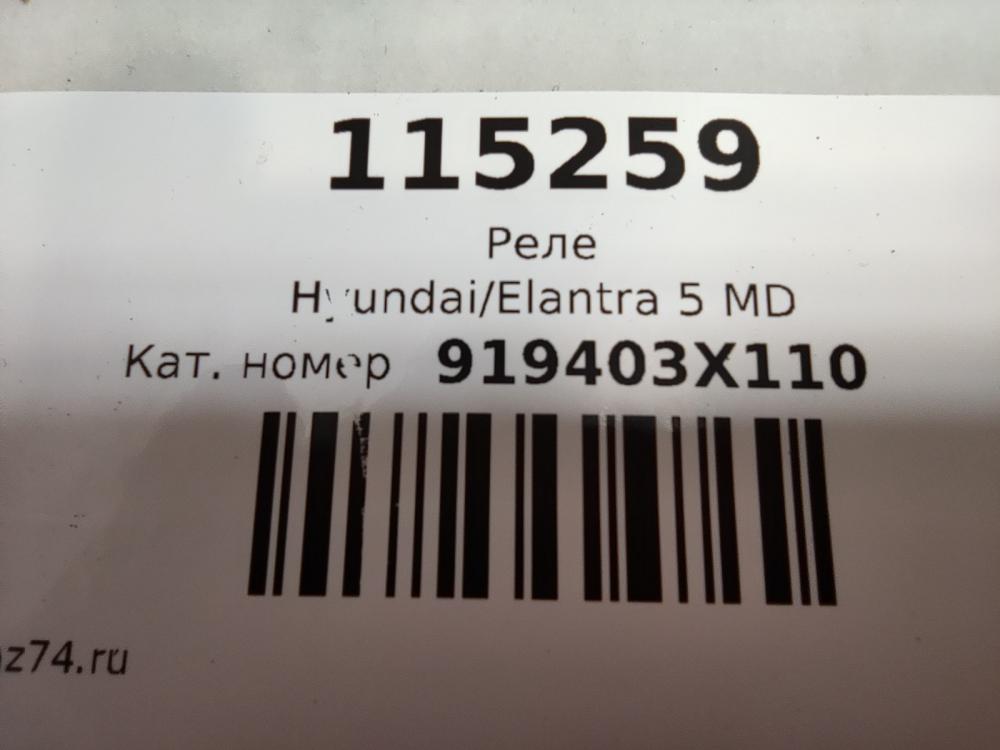 115259
Реле
Hyundai/Elantra 5 MD
Кат. номер 919403X110
z74.ru